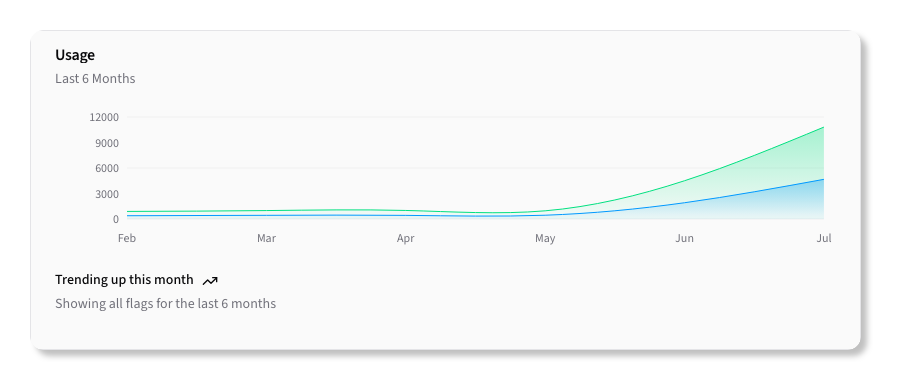 Usage
Last 6 Months
12000
9000
6000
3000
0
Feb Mar Apr May Jun Jul
Trending up this month
Showing all flags for the last 6 months